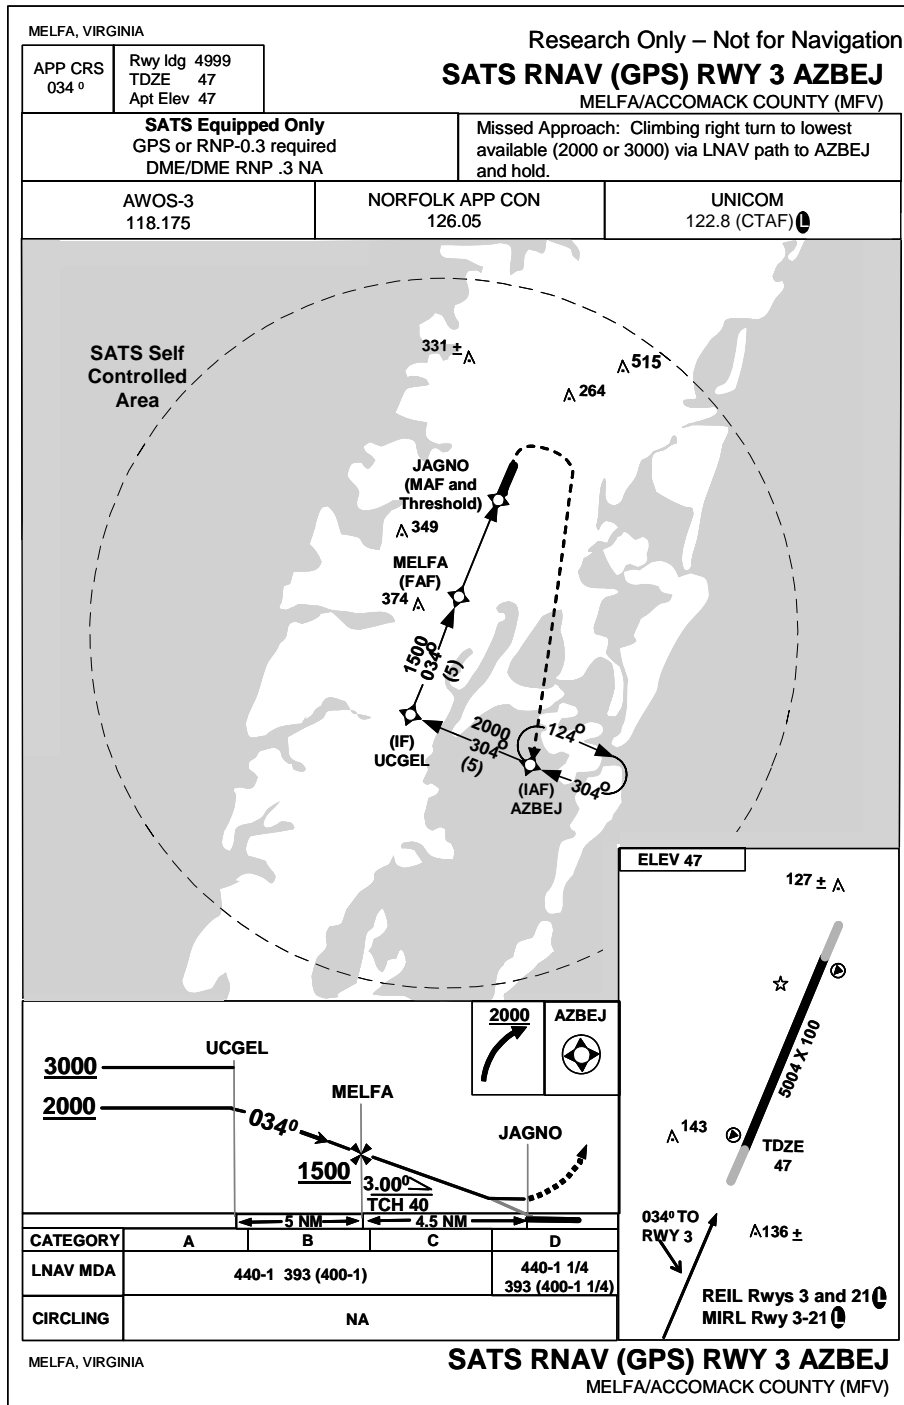 MELFA, VIRGINIA
Research Only – Not for Navigation
APP CRS
034 º
Rwy ldg 4999
TDZE 47
Apt Elev 47
SATS RNAV (GPS) RWY 3 AZBEJ
MELFA/ACCOMACK COUNTY (MFV)
SATS Equipped Only
GPS or RNP-0.3 required
DME/DME RNP .3 NA
Missed Approach: Climbing right turn to lowest
available (2000 or 3000) via LNAV path to AZBEJ
and hold.
AWOS-3
118.175
NORFOLK APP CON
126.05
UNICOM
122.8 (CTAF) L
SATS Self
Controlled
Area
331 ±
515
264
JAGNO
(MAF and
Threshold)
349
MELFA
(FAF)
374
1500
034º
(5)
(IF)
UCGEL
2000
304º
(5)
124º
304º
(IAF)
AZBEJ
ELEV 47
127 ±
5004 X 100
143
TDZE
47
034º TO
RWY 3
136 ±
REIL Rwys 3 and 21 L
MIRL Rwy 3-21 L
2000
AZBEJ
UCGEL
3000
MELFA
2000
034º
JAGNO
1500
3.00º
TCH 40
5 NM
4.5 NM
CATEGORY A B C D
LNAV MDA
440-1 393 (400-1)
440-1 1/4
393 (400-1 1/4)
CIRCLING
NA
MELFA, VIRGINIA
SATS RNAV (GPS) RWY 3 AZBEJ
MELFA/ACCOMACK COUNTY (MFV)